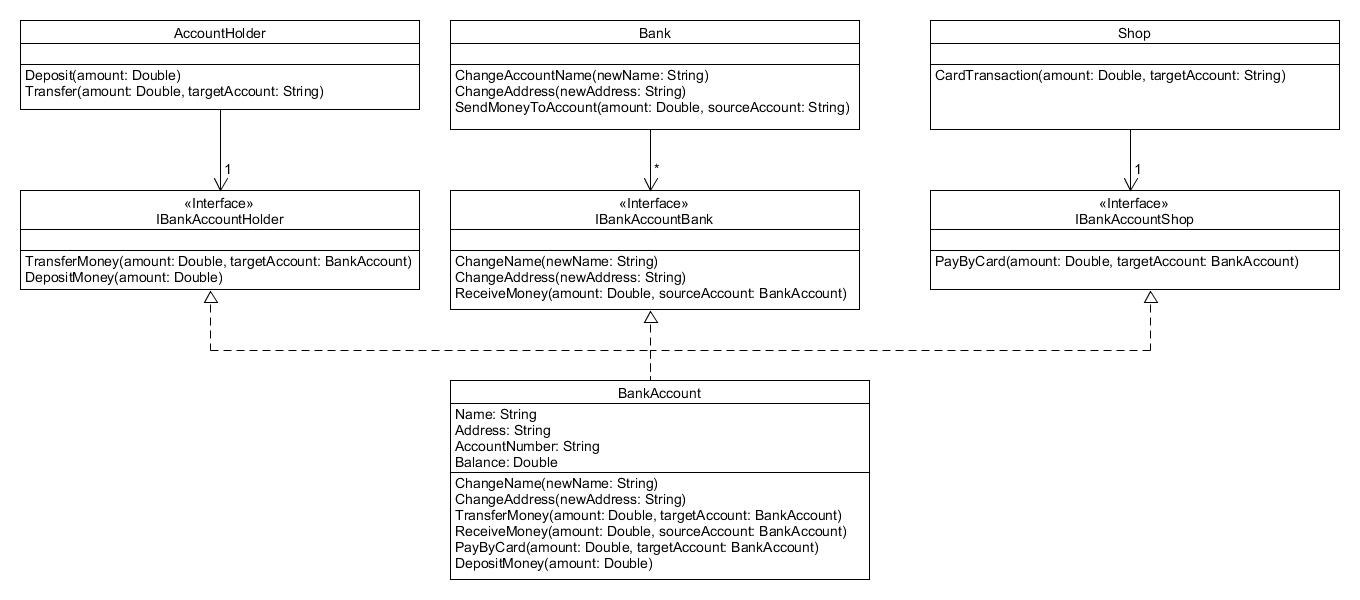 AccountHolder
Deposit(amount: Double)
Transfer(amount: Double, targetAccount: String)
Bank
ChangeAccountName(newName: String)
ChangeAddress(newAddress: String)
SendMoneyToAccount(amount: Double, sourceAccount: String)
Shop
CardTransaction(amount: Double, targetAccount: String)
1
*
1
«Interface»
IBankAccountHolder
TransferMoney(amount: Double, targetAccount: BankAccount)
DepositMoney(amount: Double)
«Interface»
IBankAccountBank
ChangeName(newName: String)
ChangeAddress(newAddress: String)
ReceiveMoney(amount: Double, sourceAccount: BankAccount)
«Interface»
IBankAccountShop
PayByCard(amount: Double, targetAccount: BankAccount)
BankAccount
Name: String
Address: String
AccountNumber: String
Balance: Double
ChangeName(newName: String)
ChangeAddress(newAddress: String)
TransferMoney(amount: Double, targetAccount: BankAccount)
ReceiveMoney(amount: Double, sourceAccount: BankAccount)
PayByCard(amount: Double, targetAccount: BankAccount)
DepositMoney(amount: Double)